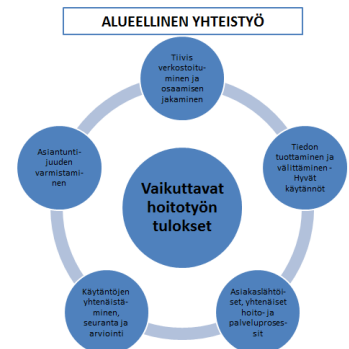 ALUEELLINEN YHTEISTYÖ
Tiivis
verkostoitu-
minen ja
osaamisen
jakaminen
Tiedon
tuottaminen ja
välittäminen -
Hyvät
käytännöt
Asiakaslähtöi-
set, yhtenäiset
hoito- ja
palveluproses-
sit
Käytäntöjen
yhtenäistä-
minen,
seuranta ja
arviointi
Asiantunti-
juuden
varmistami-
nen
Vaikuttavat
hoitotyön
tulokset